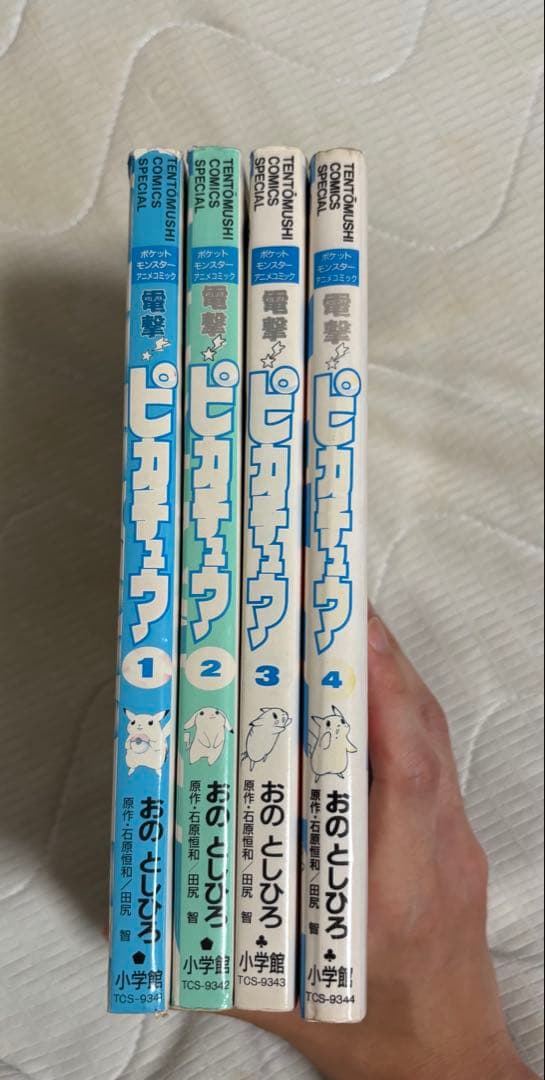 TENTŌMUSHI
COMICS
SPECIAL
ポケット
モンスター
アニメコミック
電撃!
ピカチュウ
1
おの としひろ
原作・石原恒和/田尻 智
小学館
TCS-9341
TENTŌMUSHI
COMICS
SPECIAL
ポケット
モンスター
アニメコミック
電撃!
ピカチュウ
2
おの としひろ
原作・石原恒和/田尻 智
小学館
TCS-9342
TENTŌMUSHI
COMICS
SPECIAL
ポケット
モンスター
アニメコミック
電撃!
ピカチュウ
3
おの としひろ
原作・石原恒和/田尻 智
小学館
TCS-9343
TENTŌMUSHI
COMICS
SPECIAL
ポケット
モンスター
アニメコミック
電撃!
ピカチュウ
4
おの としひろ
原作・石原恒和/田尻 智
小学館
TCS-9344